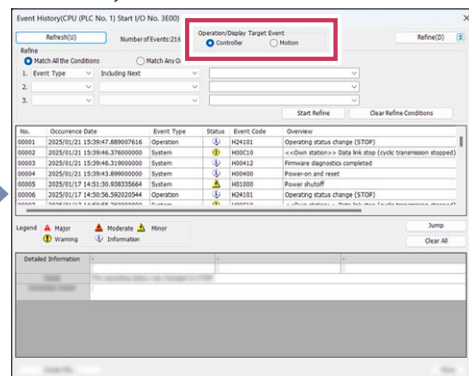 Event History(CPU (PLC No. 1) Start I/O No. 3E00)
Refresh(U) Number of Events:216 Operation/Display Target Event Refine(D)
Controller Motion
Refine
Match All the Conditions Match Any O
1. Event Type Including Next
2.
3.
Start Refine Clear Refine Conditions
No. Occurrence Date Event Type Status Event Code Overview
00001 2025/01/21 15:39:47.889007616 Operation H24101 Operating status change (STOP)
00002 2025/01/21 15:39:46.376000000 System H00C10 <<Own station>> Data link stop (cyclic transmission stopped)
00003 2025/01/21 15:39:46.319000000 System H00412 Firmware diagnostics completed
00004 2025/01/21 15:39:43.899000000 System H00400 Power-on and reset
00005 2025/01/17 14:51:30.938335664 System H01000 Power shutoff
00006 2025/01/17 14:50:56.592020544 Operation H24101 Operating status change (STOP)
Legend Major Moderate Minor Jump
Warning Information Clear All
Detailed Information - - -